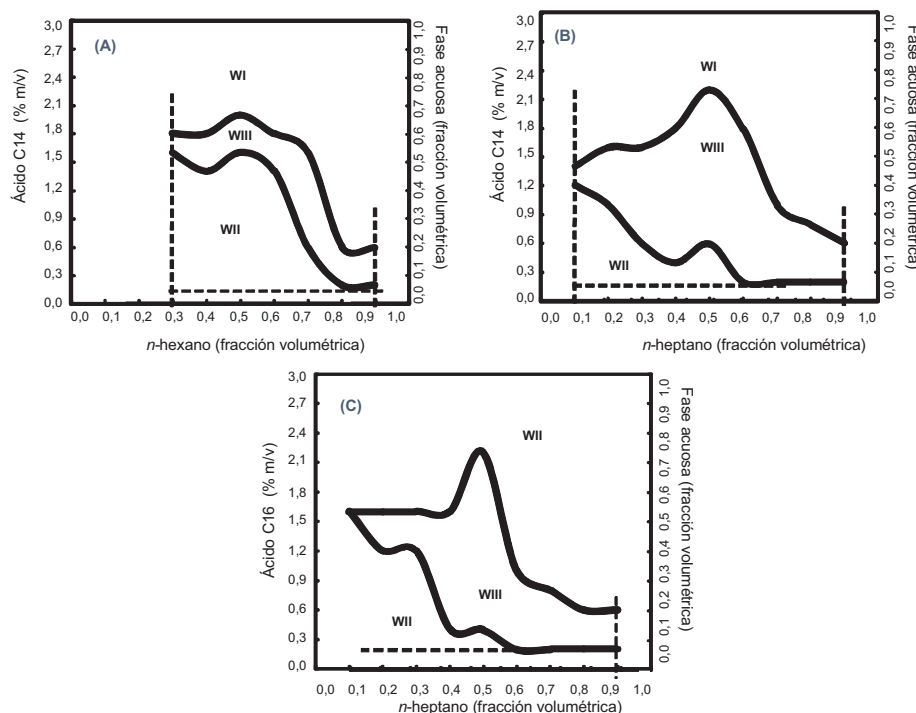 (A)
Ácido C14 (% m/v)
3,0
2,7
2,4
2,1
1,8
1,5
1,2
0,9
0,6
0,3
0,0
WI
WIII
WII
1,0
0,9
0,8
0,7
0,6
0,5
0,4
0,3
0,2
0,1
0,0
Fase acuosa (fracción volumétrica)
0,0 0,1 0,2 0,3 0,4 0,5 0,6 0,7 0,8 0,9 1,0
n-hexano (fracción volumétrica)
(B)
Ácido C14 (% m/v)
3,0
2,7
2,4
2,1
1,8
1,5
1,2
0,9
0,6
0,3
0,0
WI
WIII
WII
1,0
0,9
0,8
0,7
0,6
0,5
0,4
0,3
0,2
0,1
0,0
Fase acuosa (fracción volumétrica)
0,0 0,1 0,2 0,3 0,4 0,5 0,6 0,7 0,8 0,9 1,0
n-heptano (fracción volumétrica)
(C)
Ácido C16 (% m/v)
3,0
2,7
2,4
2,1
1,8
1,5
1,2
0,9
0,6
0,3
0,0
WII
WIII
WII
1,0
0,9
0,8
0,7
0,6
0,5
0,4
0,3
0,2
0,1
0,0
Fase acuosa (fracción volumétrica)
0,0 0,1 0,2 0,3 0,4 0,5 0,6 0,7 0,8 0,9 1,0
n-heptano (fracción volumétrica)